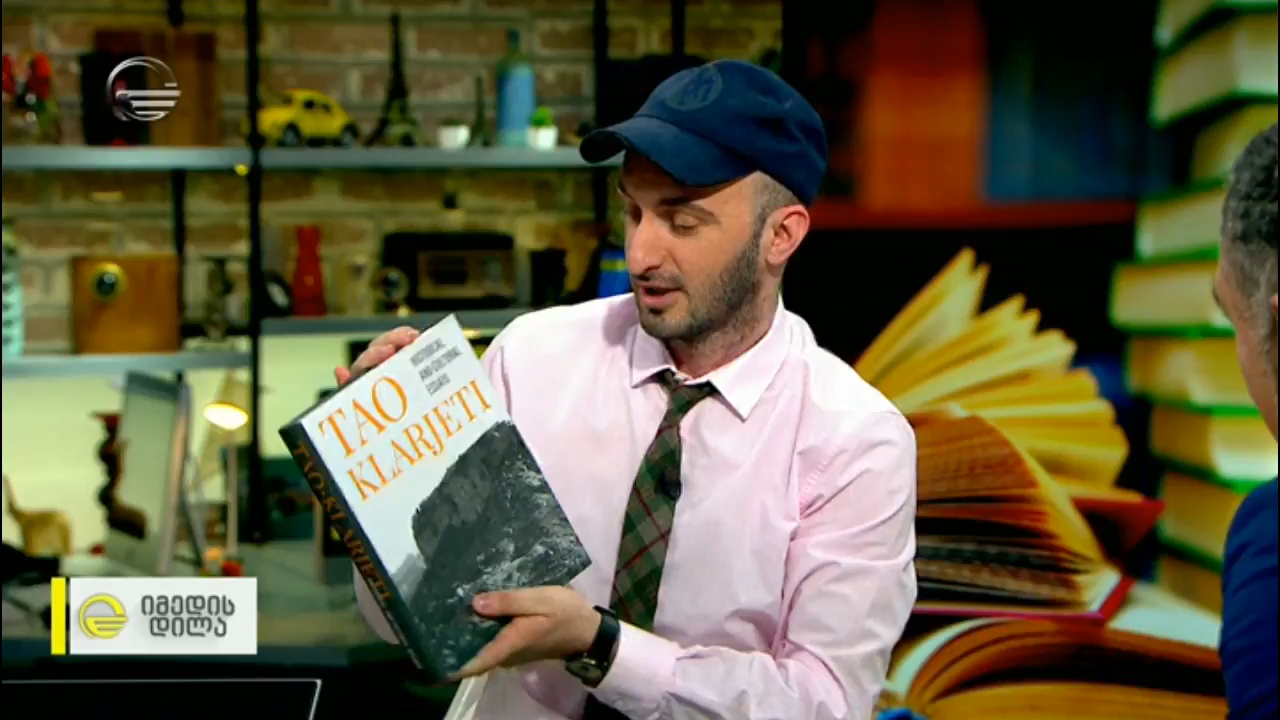 HISTORICAL
AND CULTURAL
ESSAYS
TAO
KLARJETI
TAO-KLARJETI
იმედის
დილა